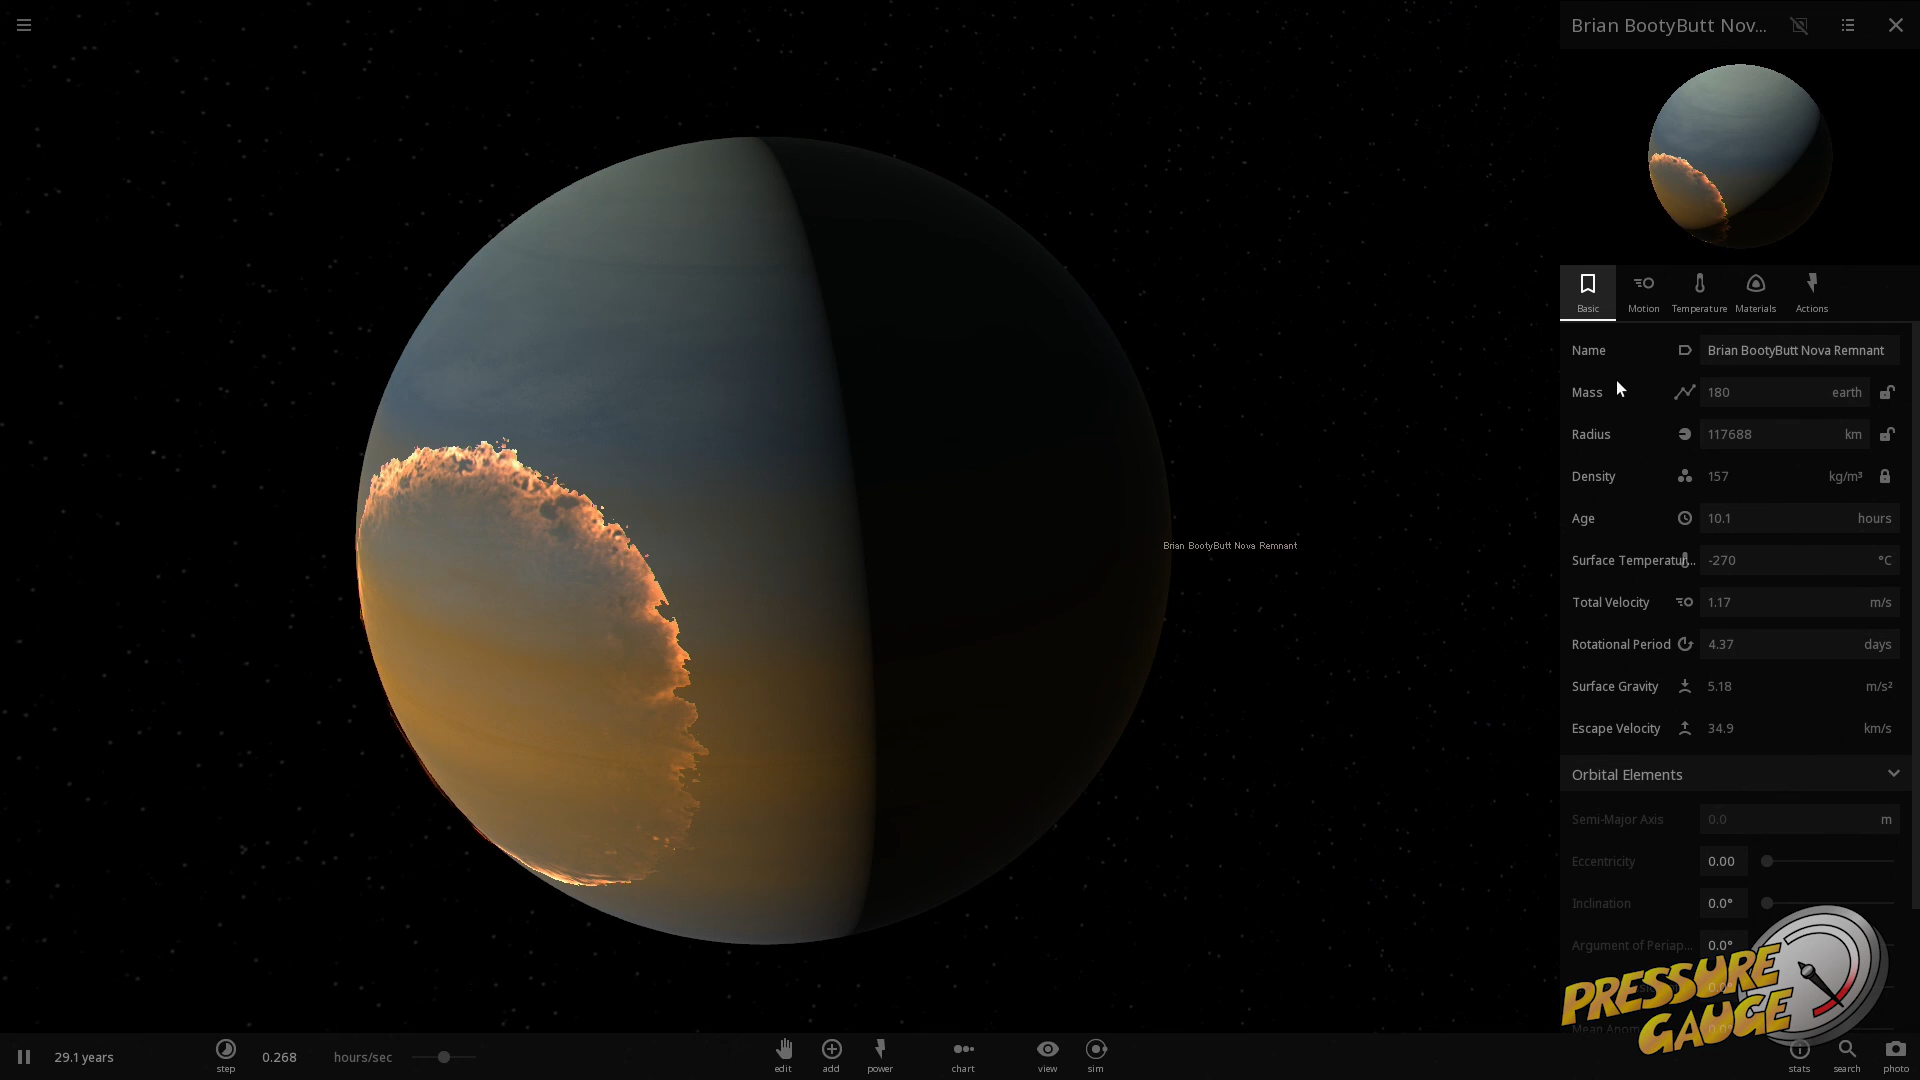 Brian BootyButt Nov...
Basic
Motion
Temperature
Materials
Actions
Name Brian BootyButt Nova Remnant
Mass 180 earth
Radius 117688 km
Density 157 kg/m³
Age 10.1 hours
Surface Temperatur... -270 °C
Total Velocity 1.17 m/s
Rotational Period 4.37 days
Surface Gravity 5.18 m/s²
Escape Velocity 34.9 km/s
Orbital Elements
Semi-Major Axis 0.0 m
Eccentricity 0.00
Inclination 0.0°
Argument of Periap... 0.0°
Brian BootyButt Nova Remnant
PRESSURE
GAUGE
29.1 years
step
0.268 hours/sec
edit
add
power
chart
view
sim
stats
search
photo